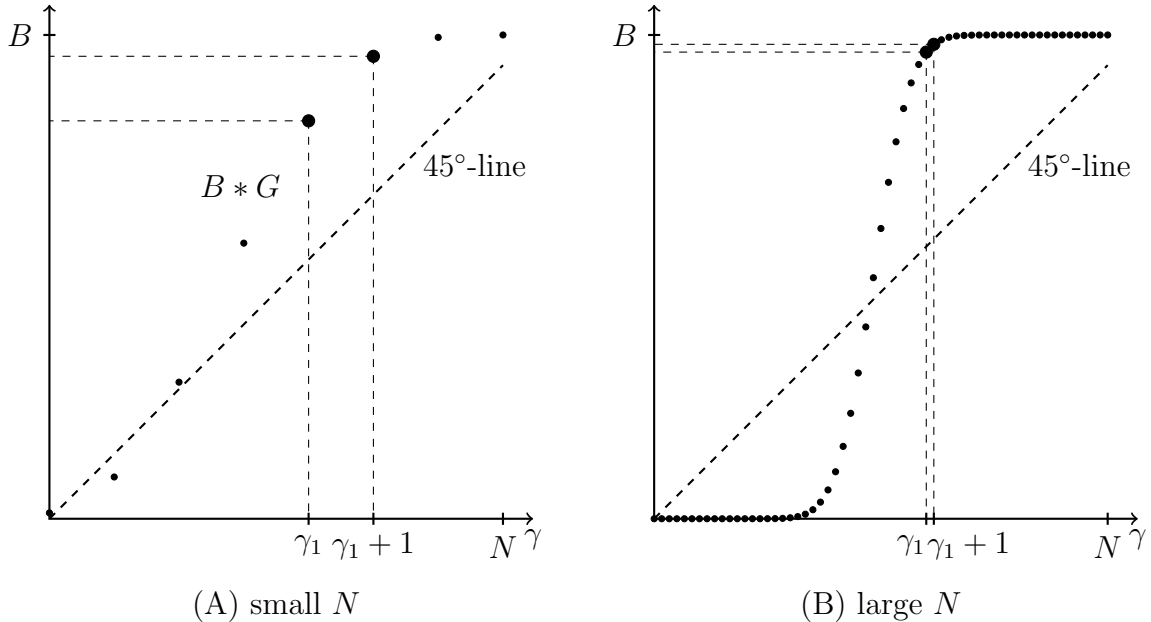 B
B * G
45°-line
γ₁
γ₁ + 1
N
γ
(A) small N
B
45°-line
γ₁
γ₁ + 1
N
γ
(B) large N